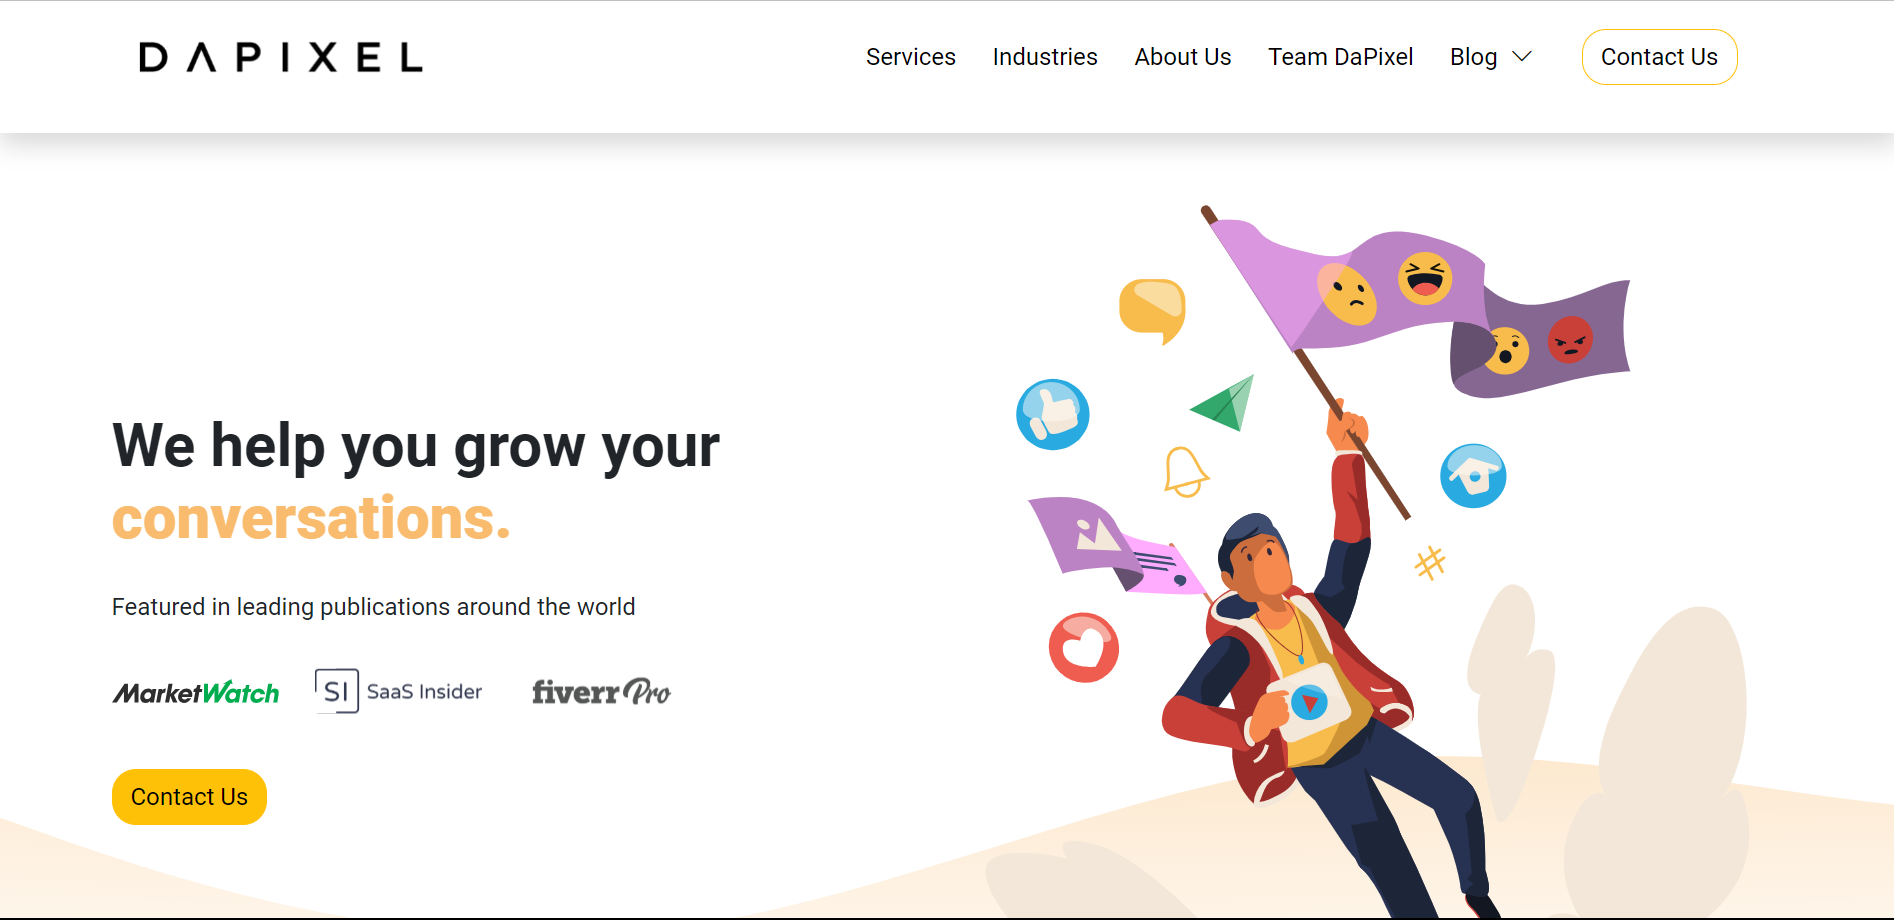 DAPIXEL
Services Industries About Us Team DaPixel Blog Contact Us
We help you grow your
conversations.
Featured in leading publications around the world
MarketWatch SI SaaS Insider fiverr Pro
Contact Us